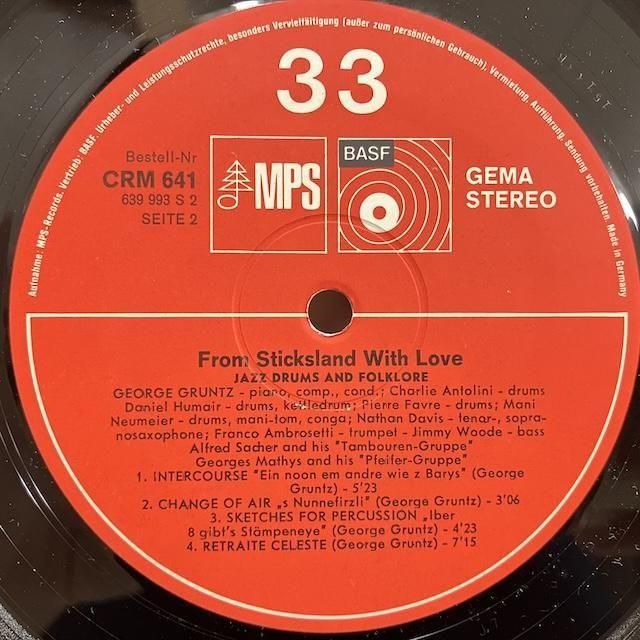 Aufnahme: MPS-Records. Vertrieb: BASF. Urheber- und Leistungsschutzrechte, besonders Vervielfältigung (außer zum persönlichen Gebrauch), Vermietung, Aufführung, Sendung vorbehalten. Made in Germany
33
Bestell-Nr
CRM 641
639 993 S 2
SEITE 2
MPS
BASF
GEMA
STEREO
From Sticksland With Love
JAZZ DRUMS AND FOLKLORE
GEORGE GRUNTZ - piano, comp., cond.; Charlie Antolini - drums
Daniel Humair - drums, kettledrum; Pierre Favre - drums; Mani
Neumeier - drums, mani-tom, conga; Nathan Davis - tenor-, sopra-
nosaxophone; Franco Ambrosetti - trumpet - Jimmy Woode - bass
Alfred Sacher and his "Tambouren-Gruppe"
Georges Mathys and his "Pfeifer-Gruppe"
1. INTERCOURSE "Ein noon em andre wie z Barys" (George
Gruntz) - 5'23
2. CHANGE OF AIR „s Nunnefirzli" (George Gruntz) - 3'06
3. SKETCHES FOR PERCUSSION „Iber
8 gibt's Stämpeneye" (George Gruntz) - 4'23
4. RETRAITE CELESTE (George Gruntz) - 7'15